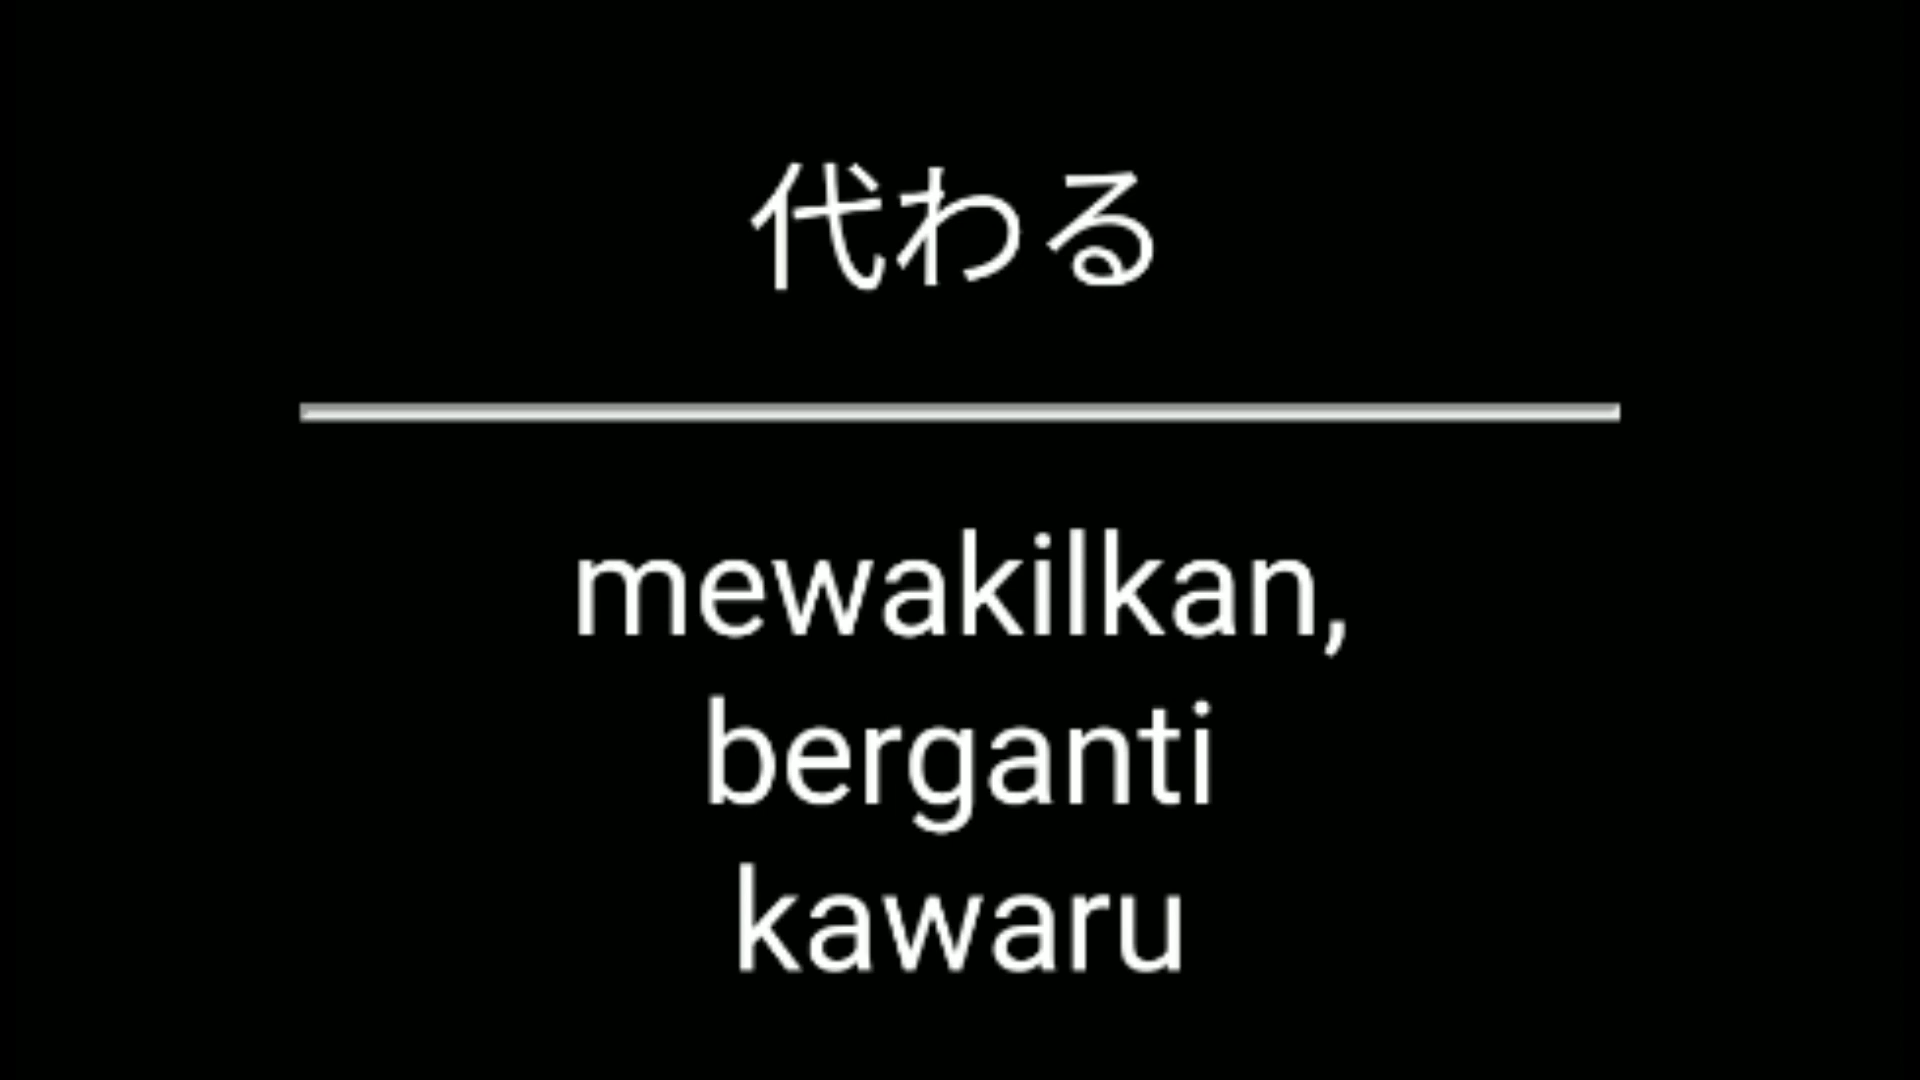 代わる
mewakilkan,
berganti
kawaru